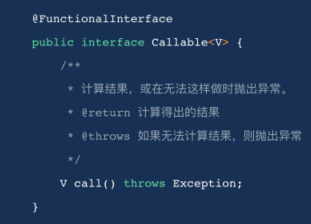 @FunctionalInterface
public interface Callable<V> {
/**
* 计算结果，或在无法这样做时抛出异常。
* @return 计算得出的结果
* @throws 如果无法计算结果，则抛出异常
*/
V call() throws Exception;
}